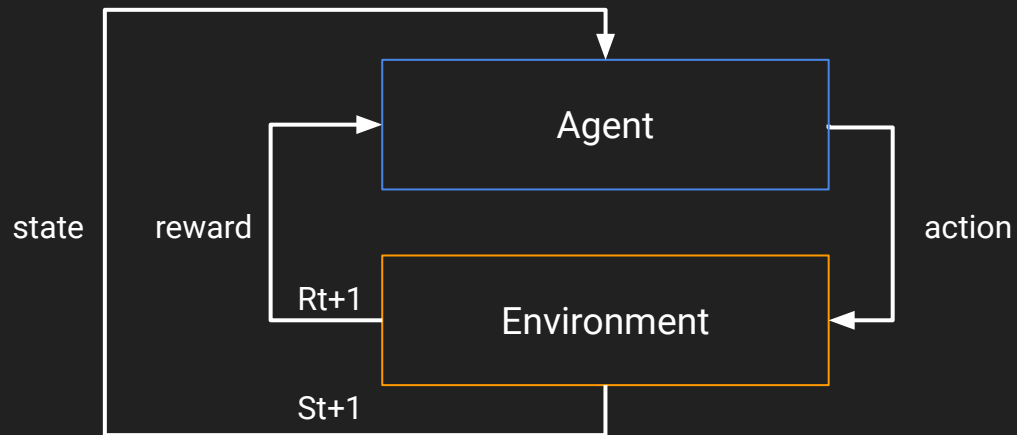 Agent
state
reward
action
Rt+1
Environment
St+1